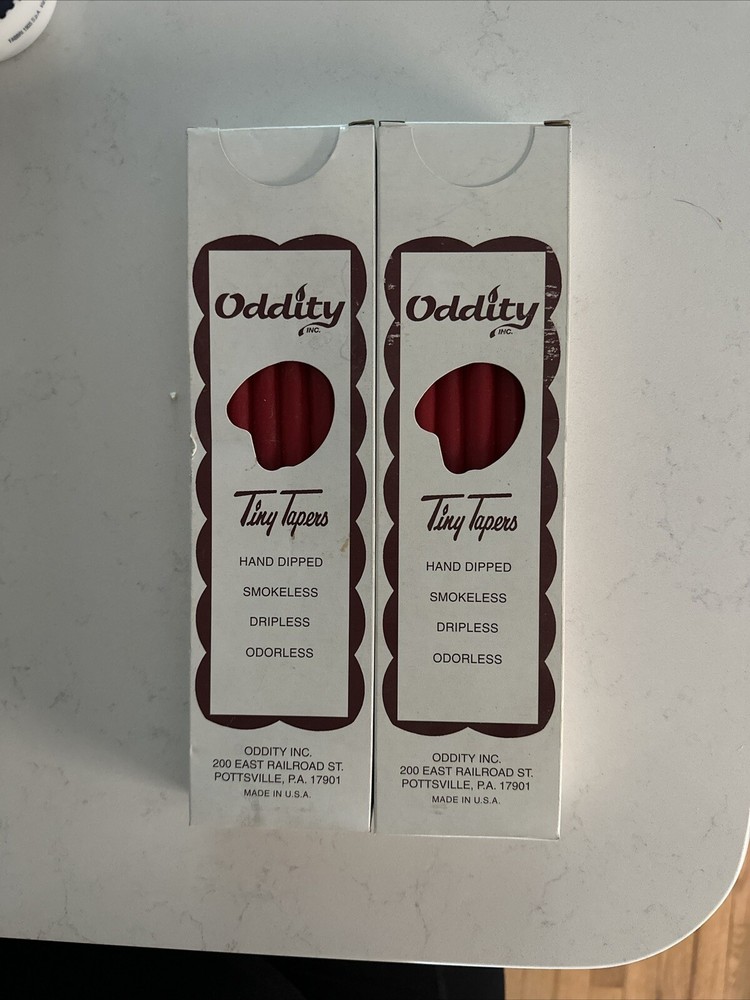 Oddity
INC.
Tiny Tapers
HAND DIPPED
SMOKELESS
DRIPLESS
ODORLESS
ODDITY INC.
200 EAST RAILROAD ST.
POTTSVILLE, P.A. 17901
MADE IN U.S.A.
Oddity
INC.
Tiny Tapers
HAND DIPPED
SMOKELESS
DRIPLESS
ODORLESS
ODDITY INC.
200 EAST RAILROAD ST.
POTTSVILLE, P.A. 17901
MADE IN U.S.A.